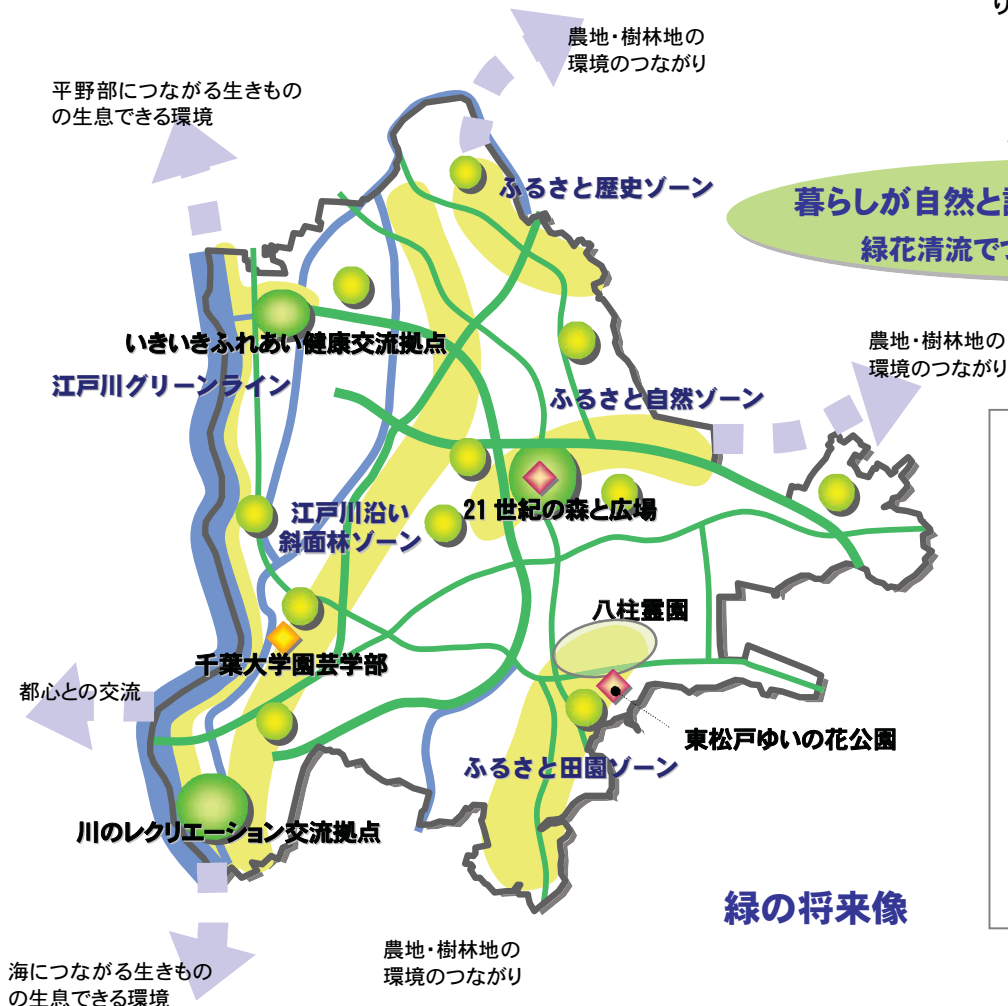 り
農地・樹林地の
環境のつながり
平野部につながる生きもの
の生息できる環境
ふるさと歴史ゾーン
暮らしが自然と
緑花清流で
いきいきふれあい健康交流拠点
江戸川グリーンライン
農地・樹林地の
環境のつながり
ふるさと自然ゾーン
21 世紀の森と広場
江戸川沿い
斜面林ゾーン
八柱霊園
千葉大学園芸学部
都心との交流
東松戸ゆいの花公園
ふるさと田園ゾーン
川のレクリエーション交流拠点
緑の将来像
農地・樹林地の
環境のつながり
海につながる生きもの
の生息できる環境